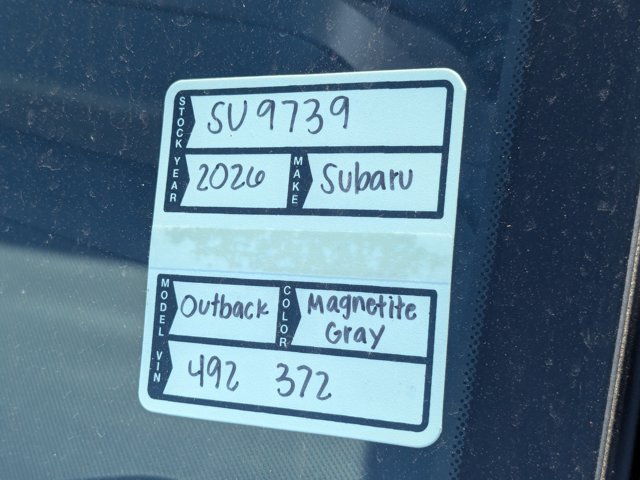 STOCK SU9739
YEAR 2026 MAKE Subaru
MODEL Outback COLOR Magnetite
Gray
VIN 492 372